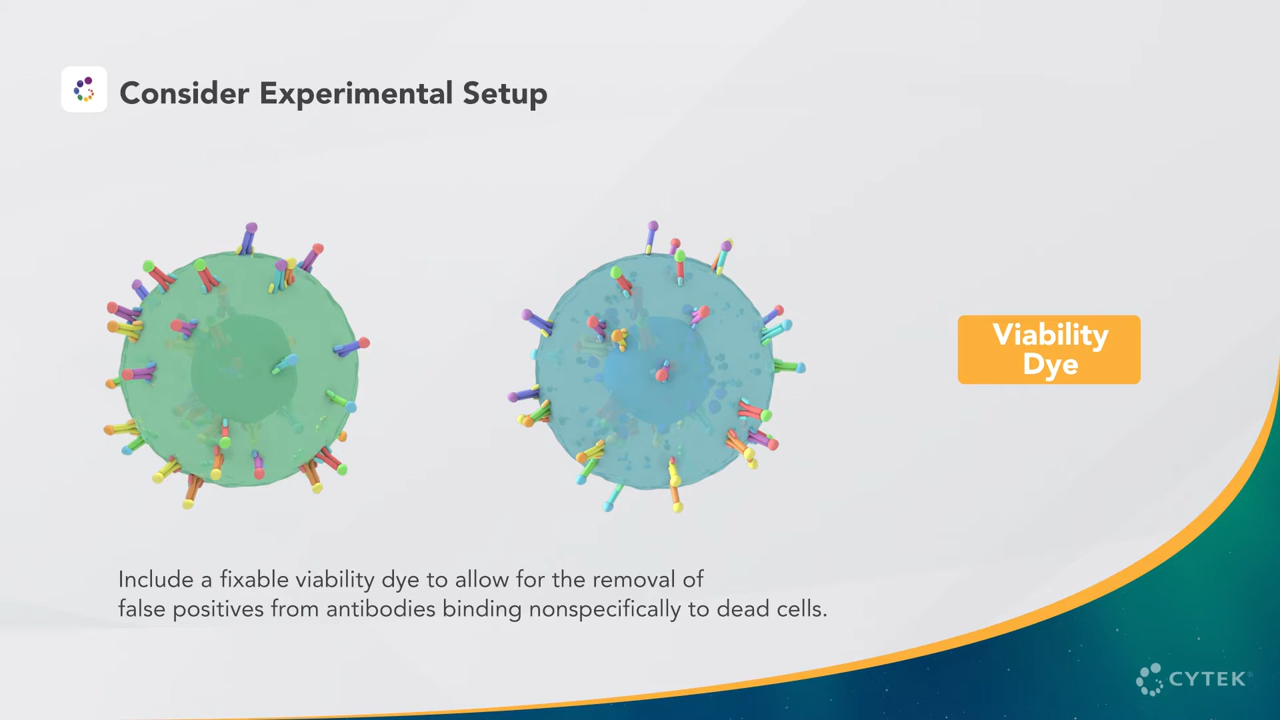 Consider Experimental Setup
Viability
Dye
Include a fixable viability dye to allow for the removal of
false positives from antibodies binding nonspecifically to dead cells.
CYTEK®